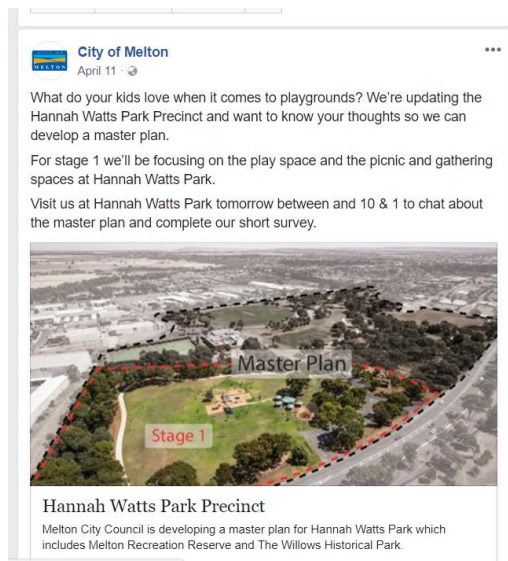 MELTON
City of Melton
April 11 ·
What do your kids love when it comes to playgrounds? We're updating the
Hannah Watts Park Precinct and want to know your thoughts so we can
develop a master plan.
For stage 1 we'll be focusing on the play space and the picnic and gathering
spaces at Hannah Watts Park.
Visit us at Hannah Watts Park tomorrow between and 10 & 1 to chat about
the master plan and complete our short survey.
Master Plan
Stage 1
Hannah Watts Park Precinct
Melton City Council is developing a master plan for Hannah Watts Park which
includes Melton Recreation Reserve and The Willows Historical Park.